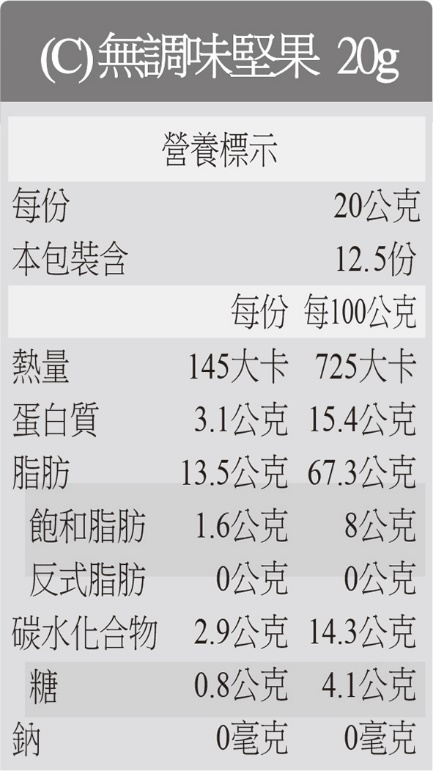 (C)無調味堅果 20g
營養標示
每份 20公克
本包裝含 12.5份
每份 每100公克
熱量 145大卡 725大卡
蛋白質 3.1公克 15.4公克
脂肪 13.5公克 67.3公克
飽和脂肪 1.6公克 8公克
反式脂肪 0公克 0公克
碳水化合物 2.9公克 14.3公克
糖 0.8公克 4.1公克
鈉 0毫克 0毫克